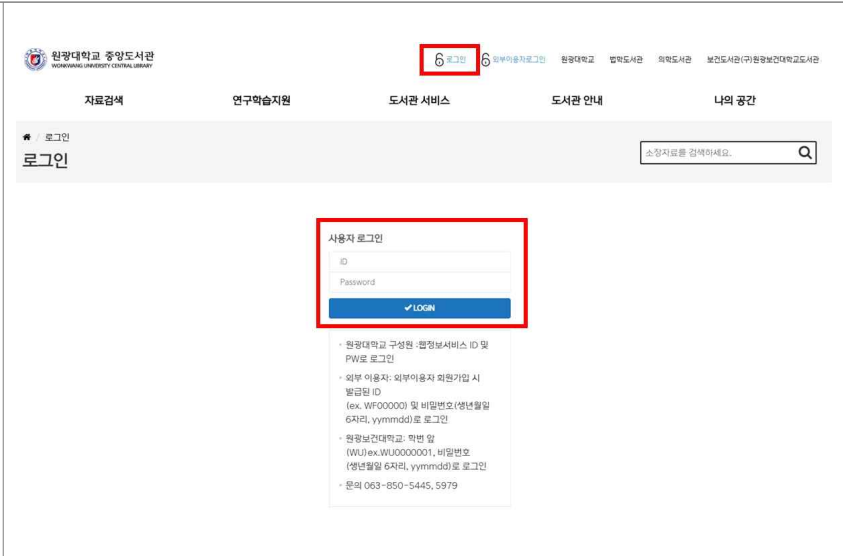 원광대학교 중앙도서관
WONKWANG UNIVERSITY CENTRAL LIBRARY
로그인 외부이용자로그인 원광대학교 법학도서관 의학도서관 보건도서관(구)원광보건대학교도서관
자료검색 연구학습지원 도서관 서비스 도서관 안내 나의 공간
/ 로그인
로그인
소장자료를 검색하세요.
사용자 로그인
ID
Password
LOGIN
원광대학교 구성원 :웹정보서비스 ID 및
PW로 로그인
외부 이용자: 외부이용자 회원가입 시
발급된 ID
(ex. WF00000) 및 비밀번호(생년월일
6자리, yymmdd)로 로그인
원광보건대학교: 학번 앞
(WU)ex.WU0000001, 비밀번호
(생년월일 6자리, yymmdd)로 로그인
문의 063-850-5445, 5979